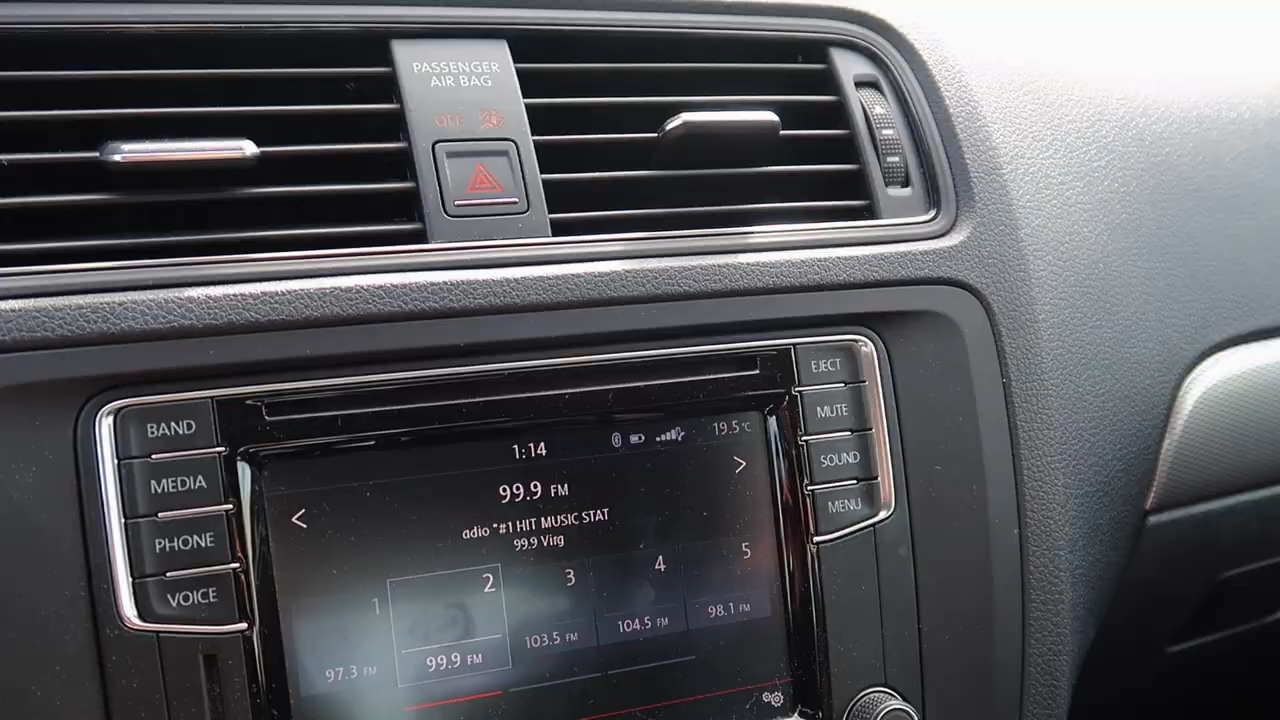 PASSENGER
AIR BAG
OFF
EJECT
BAND
MUTE
MEDIA
SOUND
PHONE
MENU
VOICE
1:14
19.5°C
99.9 FM
<
>
adio "#1 HIT MUSIC STAT
99.9 Virg
1
2
3
4
5
97.3 FM
99.9 FM
103.5 FM
104.5 FM
98.1 FM